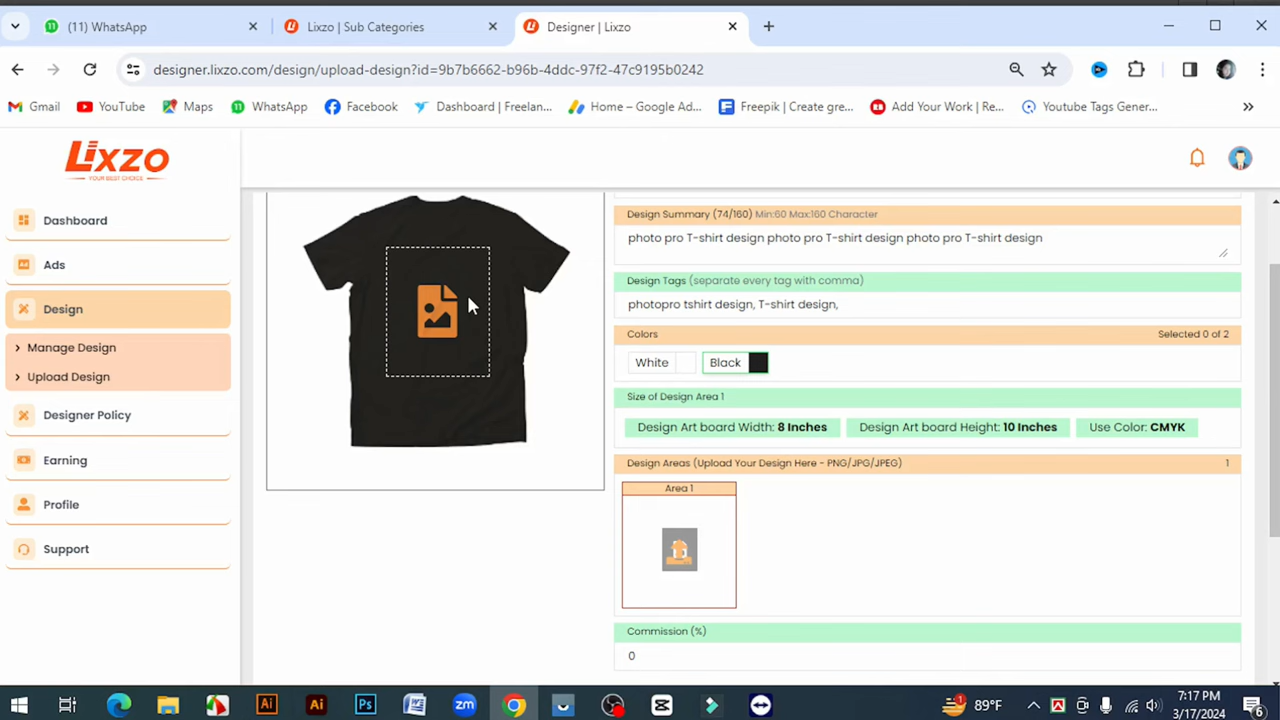 (11) WhatsApp
Lixzo | Sub Categories
Designer | Lixzo
designer.lixzo.com/design/upload-design?id=9b7b6662-b96b-4ddc-97f2-47c9195b0242
Gmail
YouTube
Maps
WhatsApp
Facebook
Dashboard | Freelan...
Home – Google Ad...
Freepik | Create gre...
Add Your Work | Re...
Youtube Tags Gener...
Lixzo
YOUR BEST CHOICE
Dashboard
Ads
Design
Manage Design
Upload Design
Designer Policy
Earning
Profile
Support
Design Summary (74/160) Min:60 Max:160 Character
photo pro T-shirt design photo pro T-shirt design photo pro T-shirt design
Design Tags (separate every tag with comma)
photopro tshirt design, T-shirt design,
Colors Selected 0 of 2
White Black
Size of Design Area 1
Design Art board Width: 8 Inches Design Art board Height: 10 Inches Use Color: CMYK
Design Areas (Upload Your Design Here - PNG/JPG/JPEG) 1
Area 1
Commission (%)
0
89°F
7:17 PM
3/17/2024
6